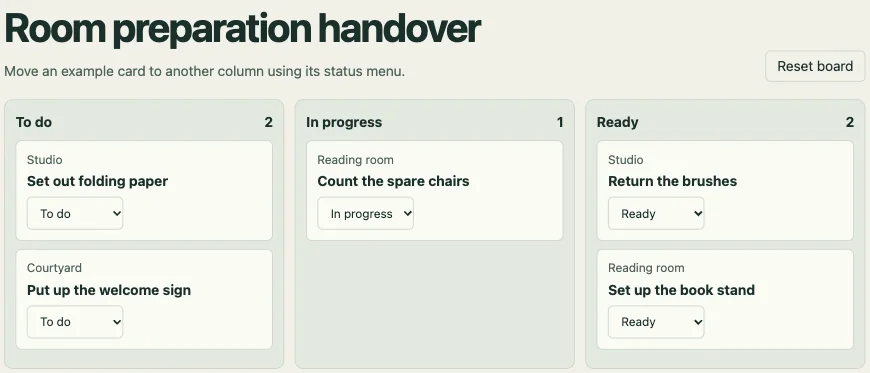 Room preparation handover
Move an example card to another column using its status menu.
Reset board
To do 2
Studio
Set out folding paper
To do
Courtyard
Put up the welcome sign
To do
In progress 1
Reading room
Count the spare chairs
In progress
Ready 2
Studio
Return the brushes
Ready
Reading room
Set up the book stand
Ready